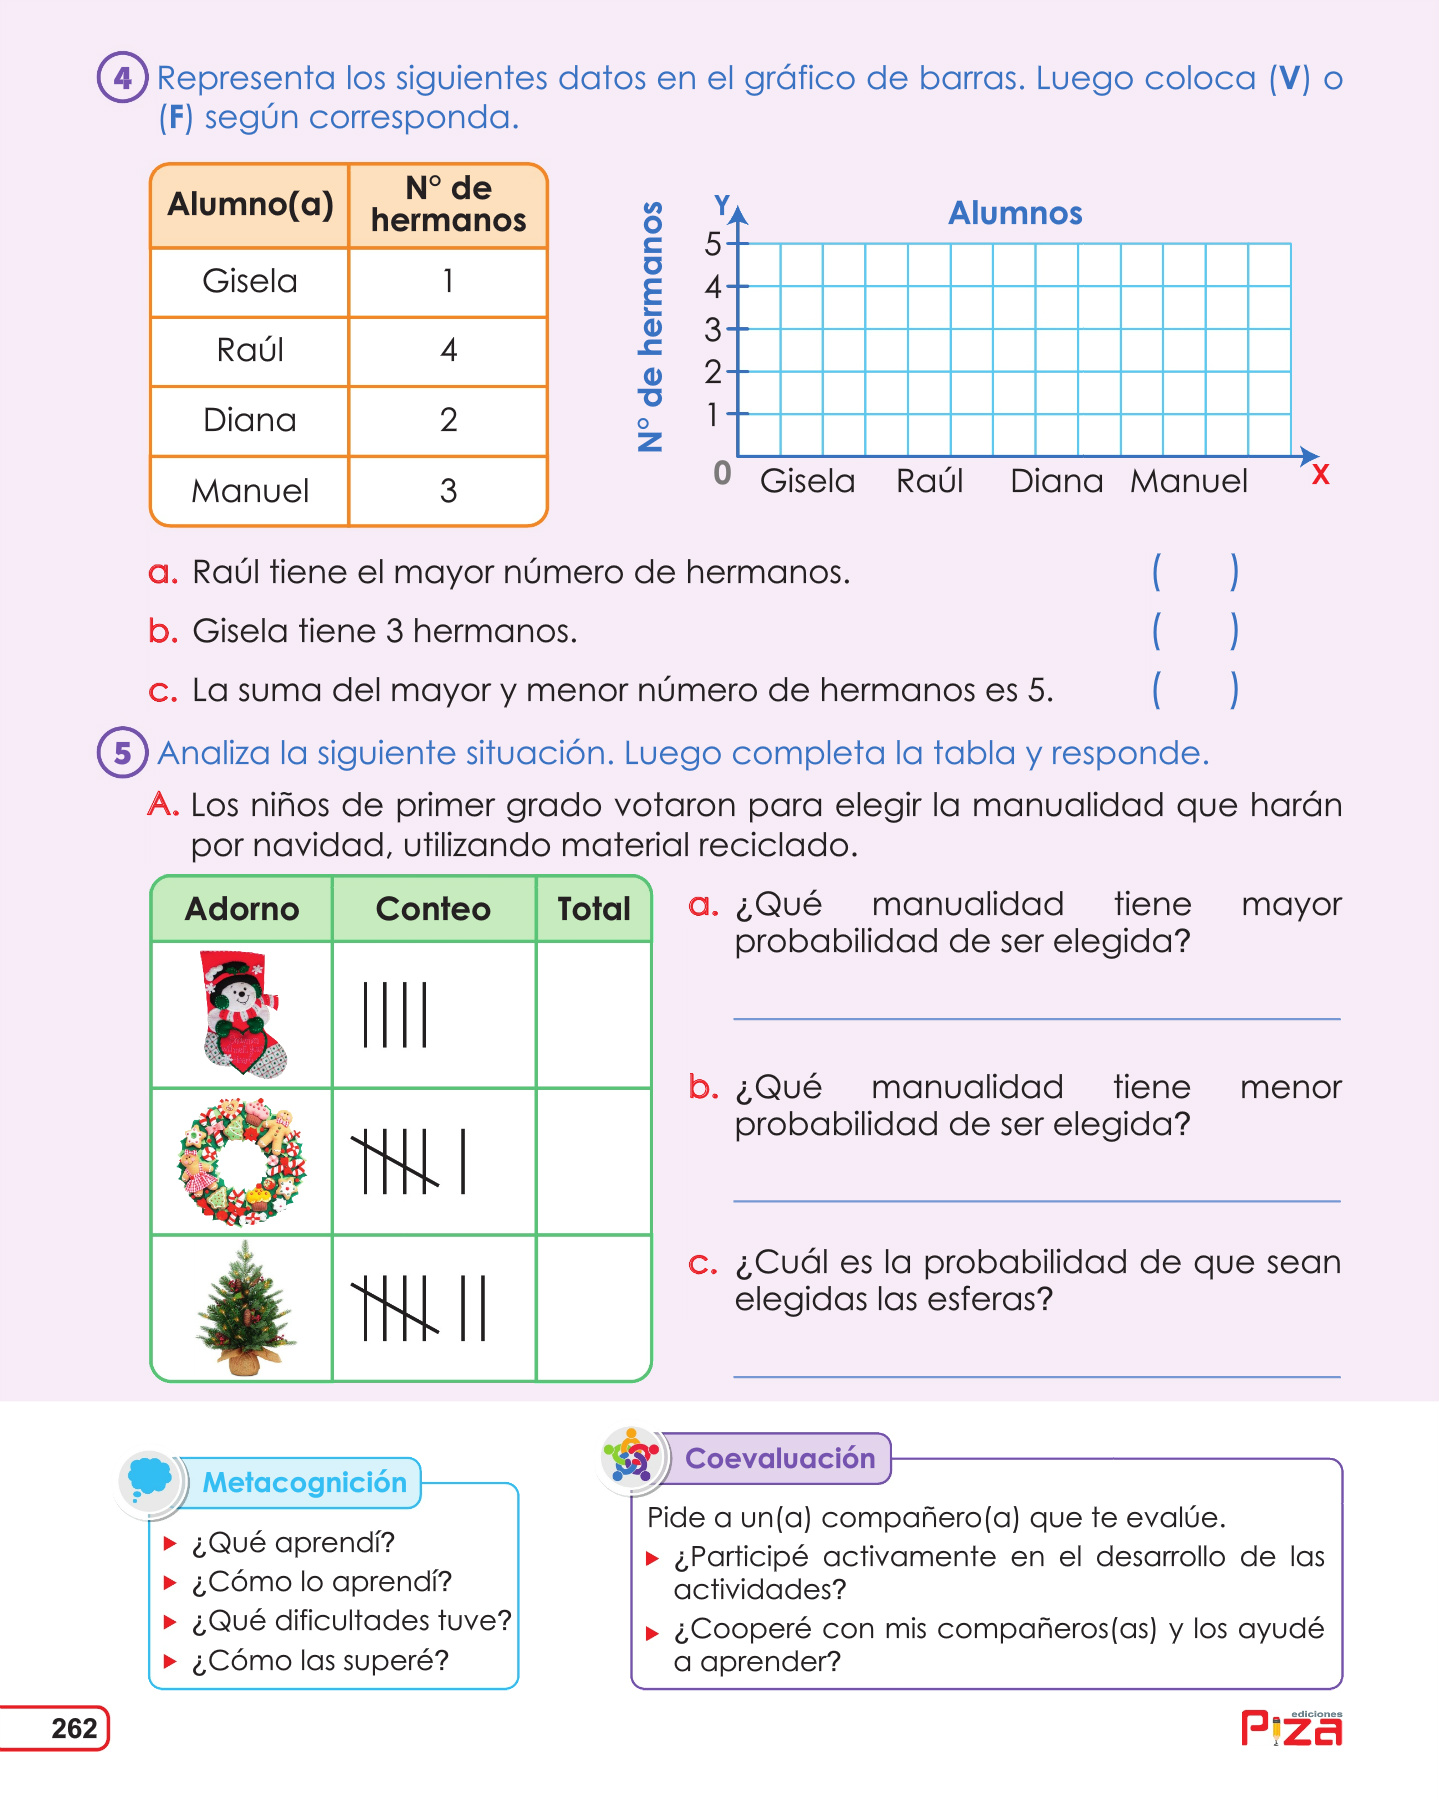 4 Representa los siguientes datos en el gráfico de barras. Luego coloca (V) o
(F) según corresponda.
Alumno(a) N° de hermanos
Gisela 1
Raúl 4
Diana 2
Manuel 3
N° de hermanos
Y
Alumnos
5
4
3
2
1
0
Gisela Raúl Diana Manuel X
a. Raúl tiene el mayor número de hermanos. ( )
b. Gisela tiene 3 hermanos. ( )
c. La suma del mayor y menor número de hermanos es 5. ( )
5 Analiza la siguiente situación. Luego completa la tabla y responde.
A. Los niños de primer grado votaron para elegir la manualidad que harán
por navidad, utilizando material reciclado.
Adorno Conteo Total
a. ¿Qué manualidad tiene mayor
probabilidad de ser elegida?
b. ¿Qué manualidad tiene menor
probabilidad de ser elegida?
c. ¿Cuál es la probabilidad de que sean
elegidas las esferas?
Metacognición
¿Qué aprendí?
¿Cómo lo aprendí?
¿Qué dificultades tuve?
¿Cómo las superé?
Coevaluación
Pide a un(a) compañero(a) que te evalúe.
¿Participé activamente en el desarrollo de las
actividades?
¿Cooperé con mis compañeros(as) y los ayudé
a aprender?
262
ediciones
Piza